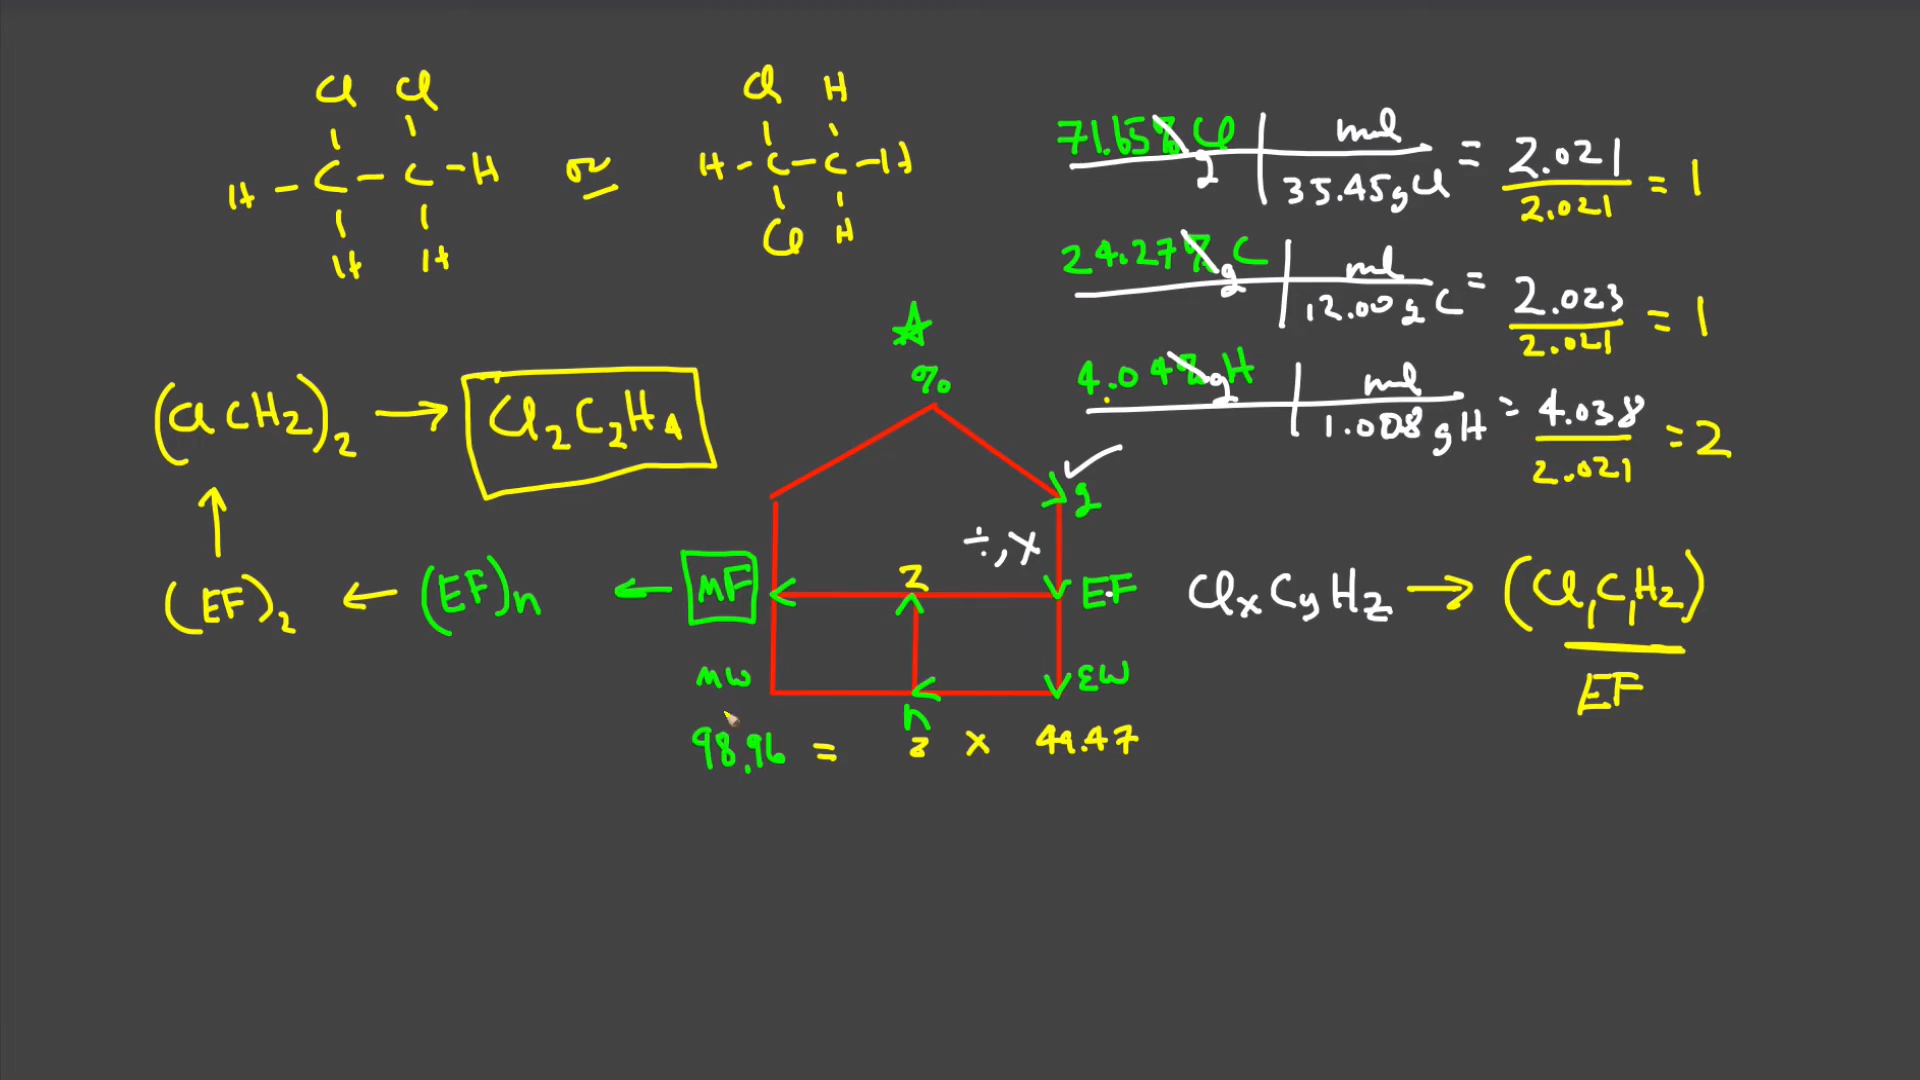 Cl Cl
H - C - C - H
H H
or
Cl H
H - C - C - H
Cl H
71.65% Cl g | mol 35.45 g Cl = 2.021 / 2.021 = 1
24.27% C g | mol 12.00 g C = 2.023 / 2.021 = 1
4.04% g H | mol 1.008 g H = 4.038 / 2.021 = 2
%
(ClCH2)2 → Cl2C2H4
g
÷, x
(EF)2 ← (EF)n ← MF
2
EF
ClxCyHz → (Cl1C1H2)
EF
MW
n
EW
98.96 = 2 x 49.47